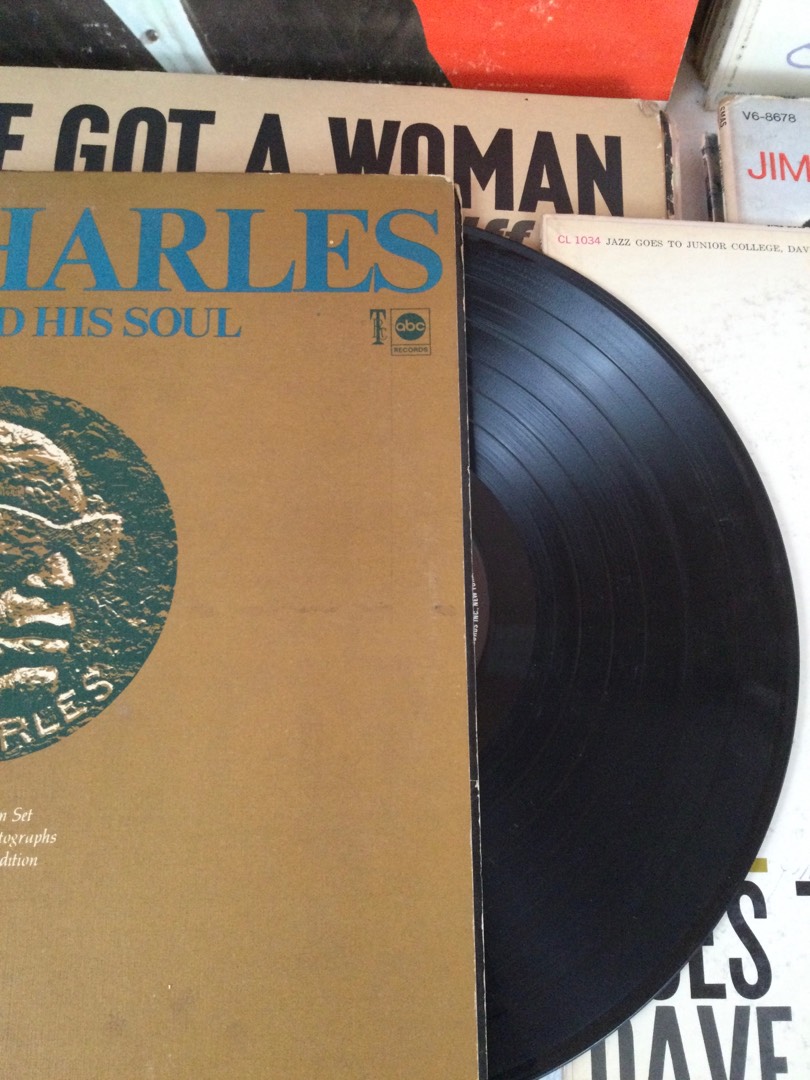 GOT A WOMAN
V6-8678
JIM
HARLES
D HIS SOUL
abc
RECORDS
CL 1034 JAZZ GOES TO JUNIOR COLLEGE, DAV
RLES
n Set
tographs
dition
ES
DAVE